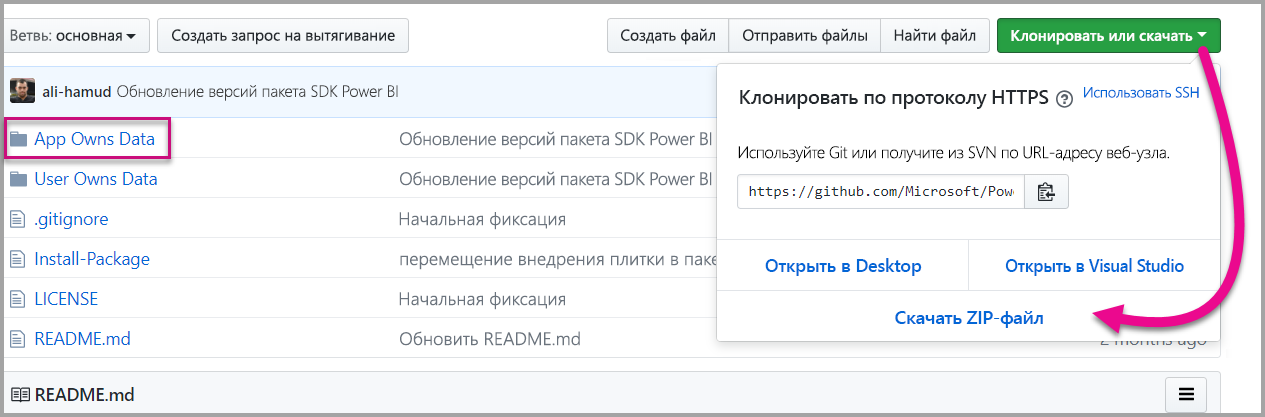 Ветвь: основная Создать запрос на вытягивание Создать файл Отправить файлы Найти файл Клонировать или скачать
ali-hamud Обновление версий пакета SDK Power BI
App Owns Data Обновление версий пакета SDK Power BI
User Owns Data Обновление версий пакета SDK Power BI
.gitignore Начальная фиксация
Install-Package перемещение внедрения плитки в паке
LICENSE Начальная фиксация
README.md Обновить README.md 2 months ago
Клонировать по протоколу HTTPS ? Использовать SSH
Используйте Git или получите из SVN по URL-адресу веб-узла.
https://github.com/Microsoft/Pow
Открыть в Desktop Открыть в Visual Studio
Скачать ZIP-файл
README.md